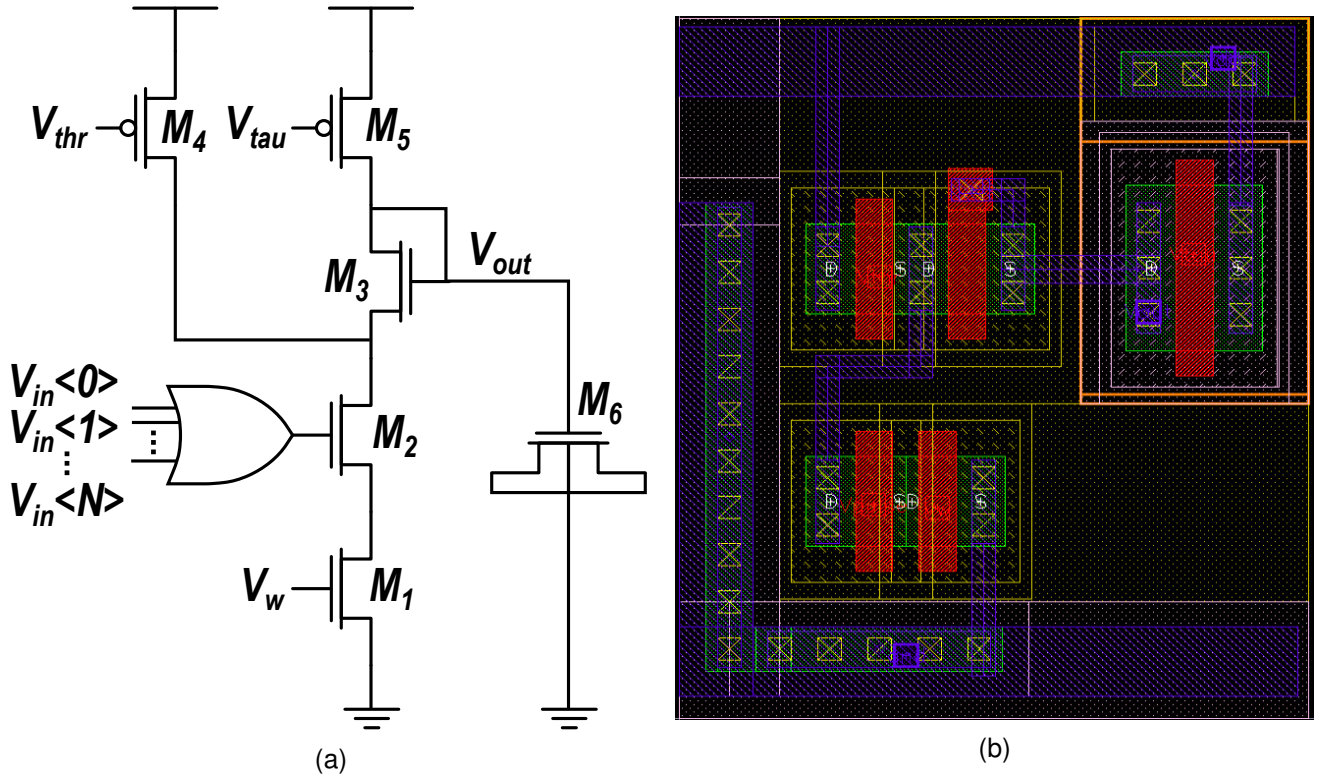 V_thr M_4 V_tau M_5
M_3 V_out
V_in<0>
V_in<1>
V_in<N>
M_2 M_6
V_w M_1
D S D S
D S
D S D S
(a) (b)